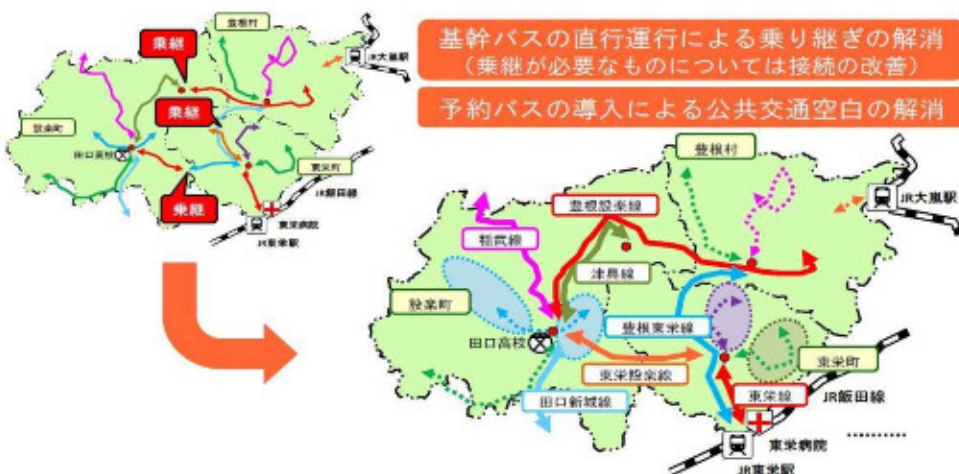 豊根村
乗継
JR大嵐駅
乗継
設楽町
田口高校
東栄町
JR飯田線
乗継
東栄病院
JR東栄駅
基幹バスの直行運行による乗り継ぎの解消
（乗継が必要なものについては接続の改善）
予約バスの導入による公共交通空白の解消
豊根村
JR大嵐駅
豊根設楽線
稲武線
津具線
設楽町
豊根東栄線
田口高校
東栄町
東栄設楽線
田口新城線
東栄線
JR飯田線
東栄病院
JR東栄駅